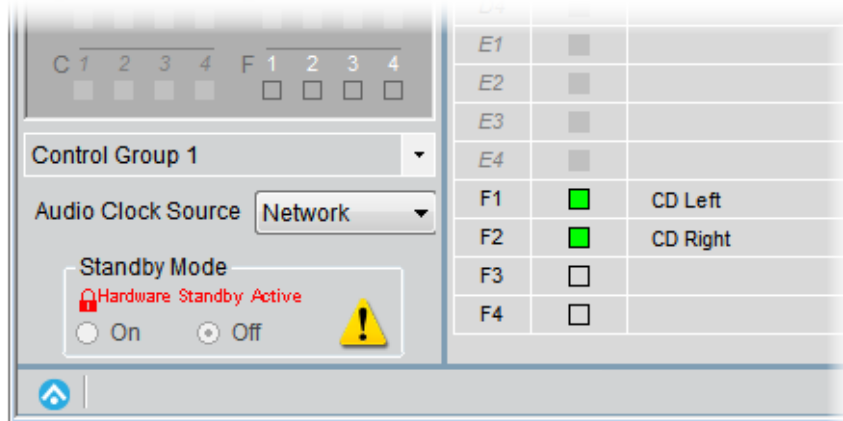 D4
C 1 2 3 4 F 1 2 3 4
Control Group 1
Audio Clock Source Network
Standby Mode
Hardware Standby Active
On Off
E1
E2
E3
E4
F1 CD Left
F2 CD Right
F3
F4